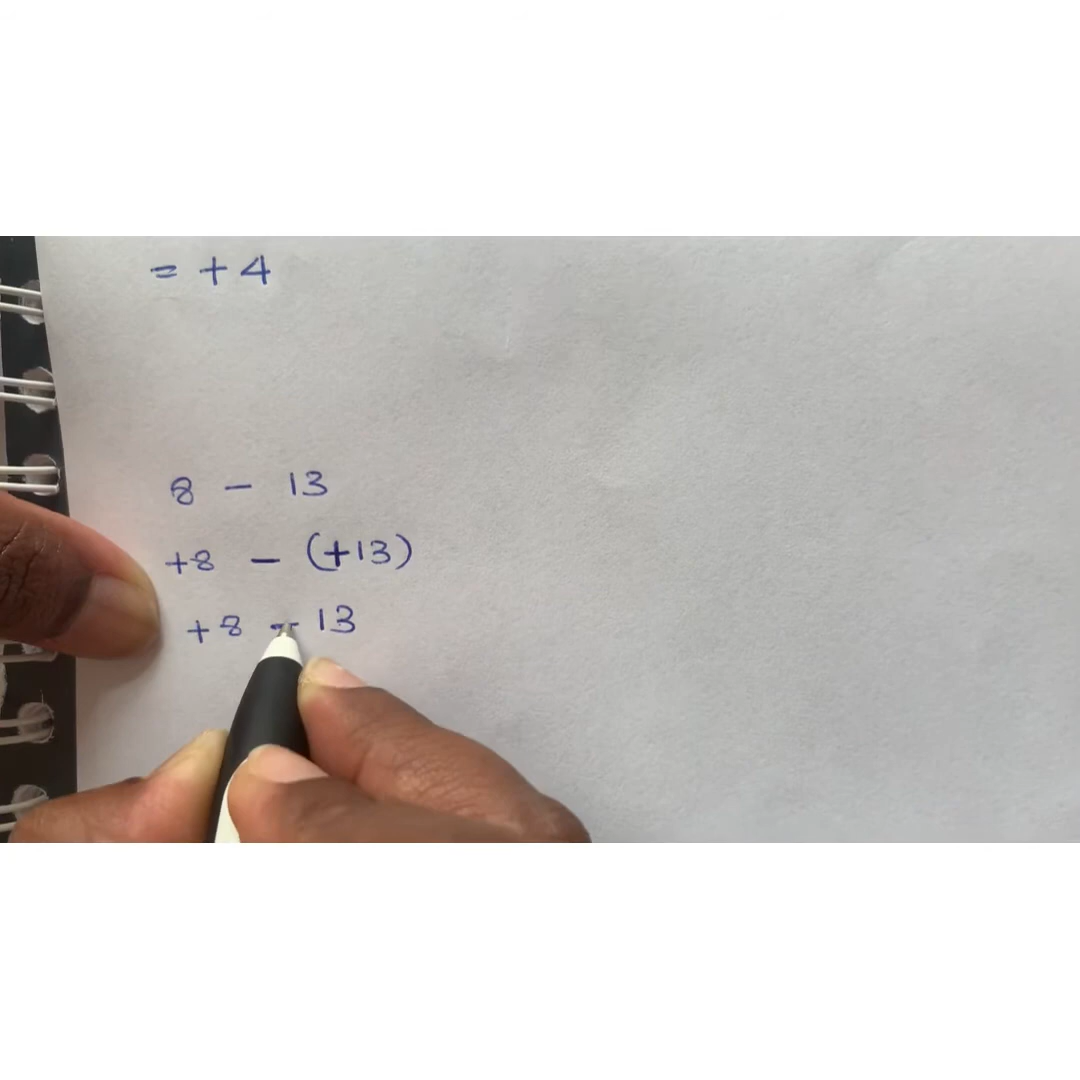 = + 4
8 - 13
+8 - (+13)
+8 - 13